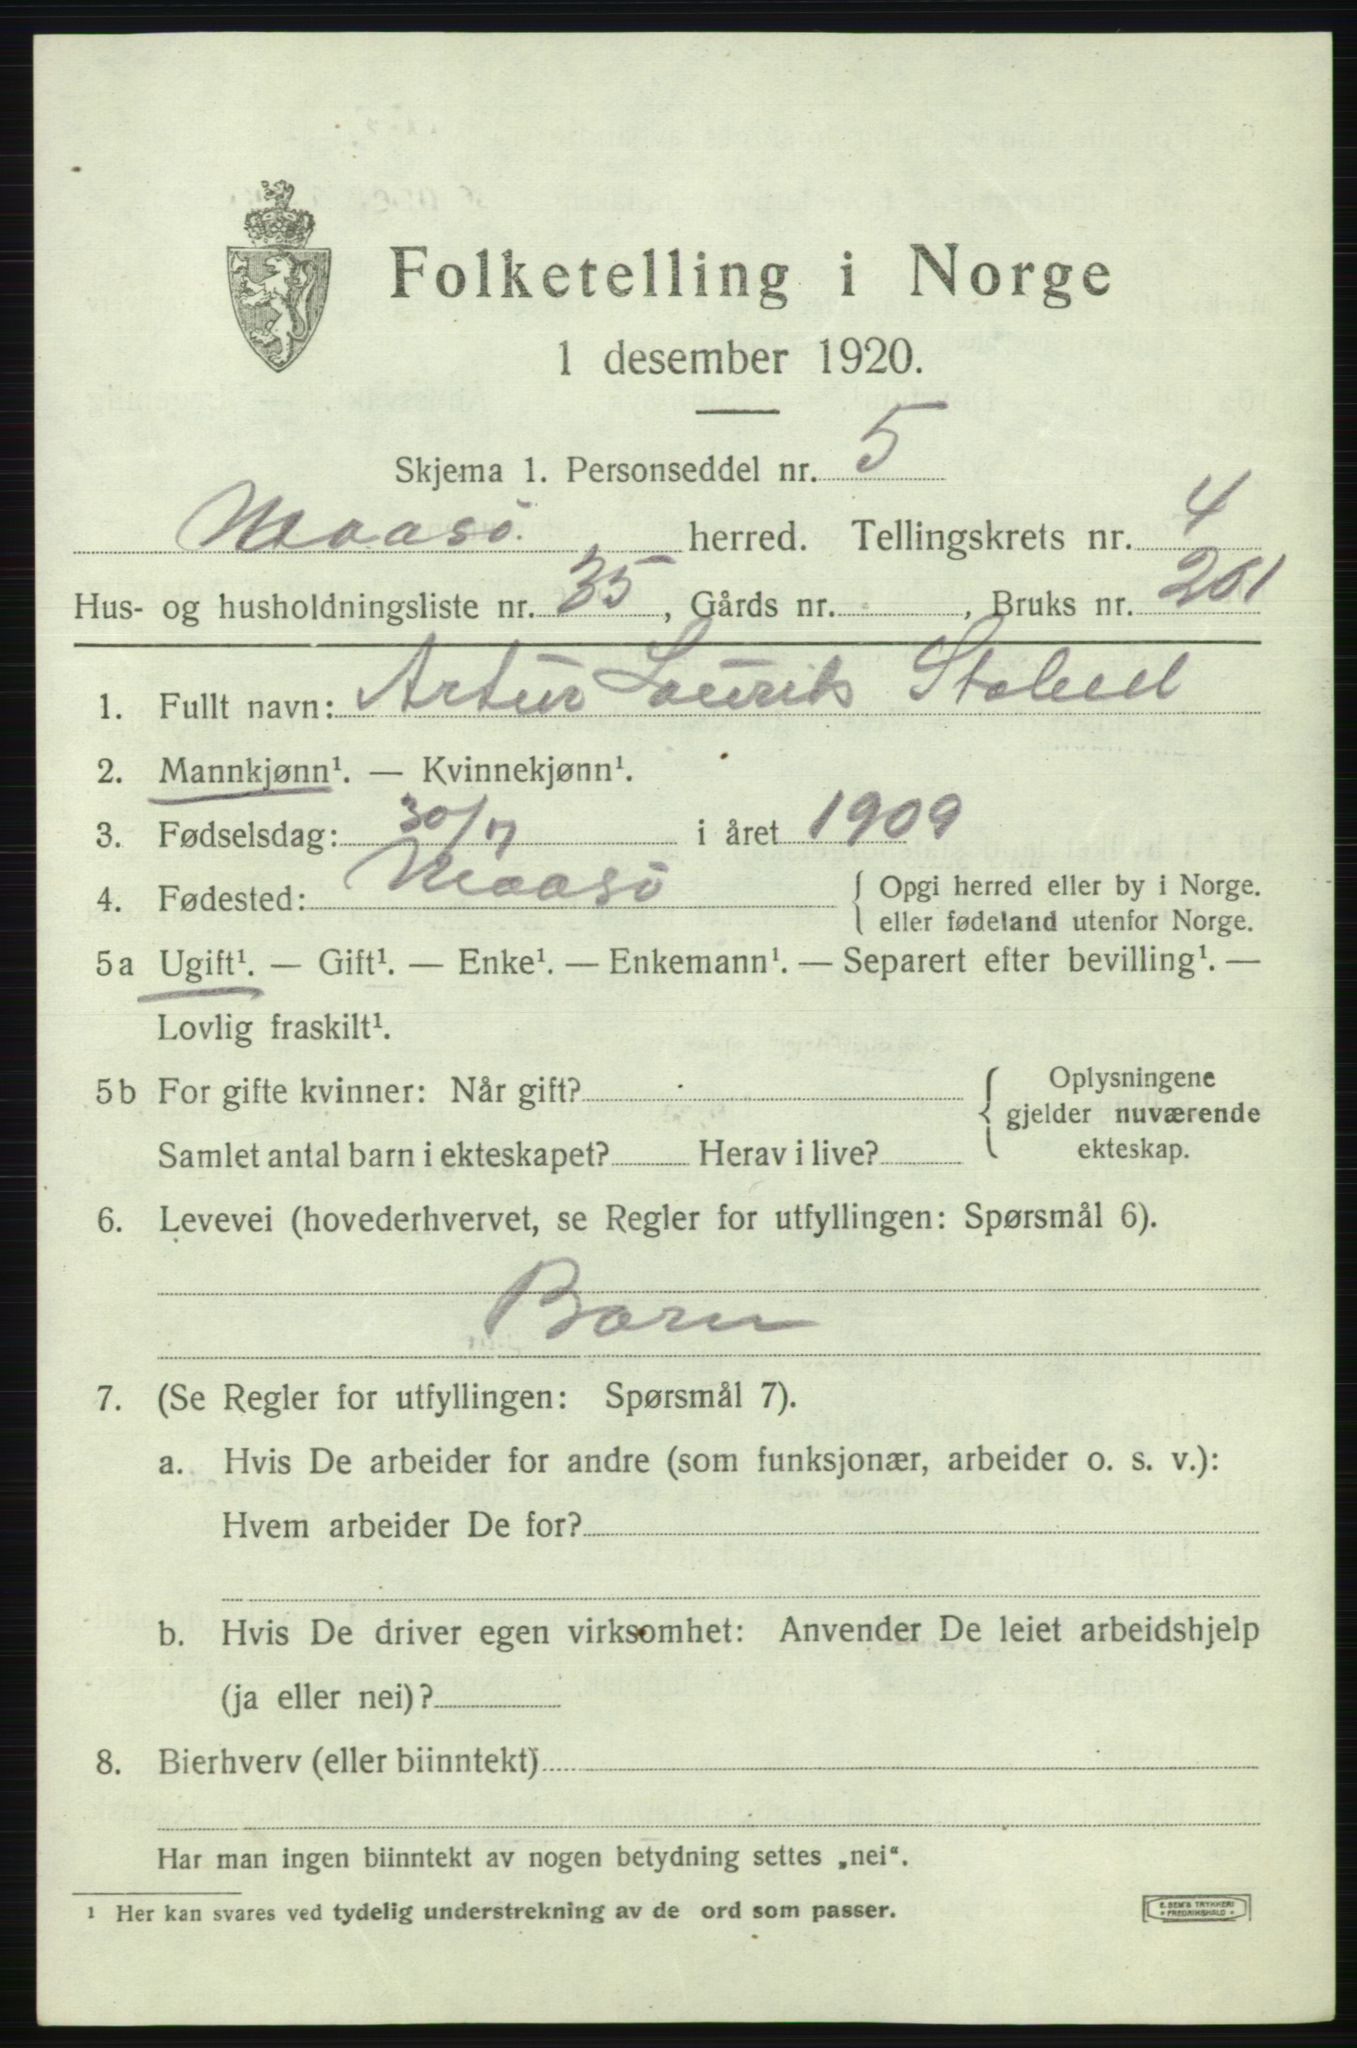 Folketelling i Norge
1 desember 1920.
Skjema 1. Personseddel nr. 5
Maasö herred. Tellingskrets nr. 4
Hus- og husholdningsliste nr. 35, Gårds nr. , Bruks nr. 201
1. Fullt navn: Artur Lourits
2. Mannkjønn¹. — Kvinnekjønn¹.
3. Fødselsdag: 30/7 i året 1909
4. Fødested: Maasö { Opgi herred eller by i Norge.
eller fødeland utenfor Norge.
5a Ugift¹. — Gift¹. — Enke¹. — Enkemann¹. — Separert efter bevilling¹. —
Lovlig fraskilt¹.
5b For gifte kvinner: Når gift? { Oplysningene
gjelder nuværende
Samlet antal barn i ekteskapet? Herav i live? ekteskap.
6. Levevei (hovederhvervet, se Regler for utfyllingen: Spørsmål 6).
Barn
7. (Se Regler for utfyllingen: Spørsmål 7).
a. Hvis De arbeider for andre (som funksjonær, arbeider o. s. v.):
Hvem arbeider De for?
b. Hvis De driver egen virksomhet: Anvender De leiet arbeidshjelp
(ja eller nei)?
8. Bierhverv (eller biinntekt)
Har man ingen biinntekt av nogen betydning settes „nei“.
¹ Her kan svares ved tydelig understrekning av de ord som passer.
E. SEM'S TRYKKERI
• FREDRIKSHALD •